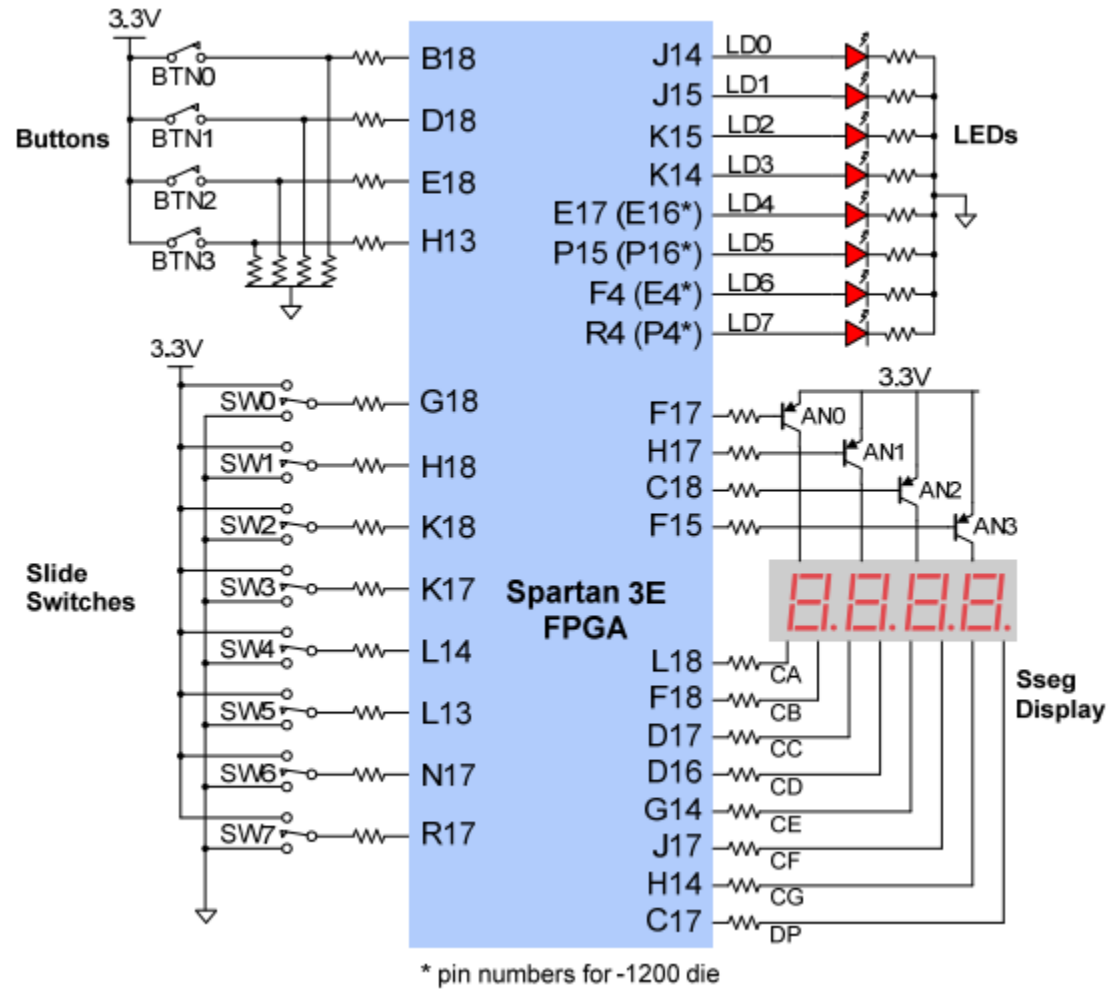 3.3V
BTN0
BTN1
BTN2
BTN3
Buttons
B18
D18
E18
H13
J14 LD0
J15 LD1
K15 LD2
K14 LD3
E17 (E16*) LD4
P15 (P16*) LD5
F4 (E4*) LD6
R4 (P4*) LD7
LEDs
3.3V
SW0 G18
SW1 H18
SW2 K18
SW3 K17
SW4 L14
SW5 L13
SW6 N17
SW7 R17
Slide
Switches
3.3V
F17 AN0
H17 AN1
C18 AN2
F15 AN3
Spartan 3E
FPGA
8.8.8.8.
L18 CA
F18 CB
D17 CC
D16 CD
G14 CE
J17 CF
H14 CG
C17 DP
Sseg
Display
* pin numbers for -1200 die